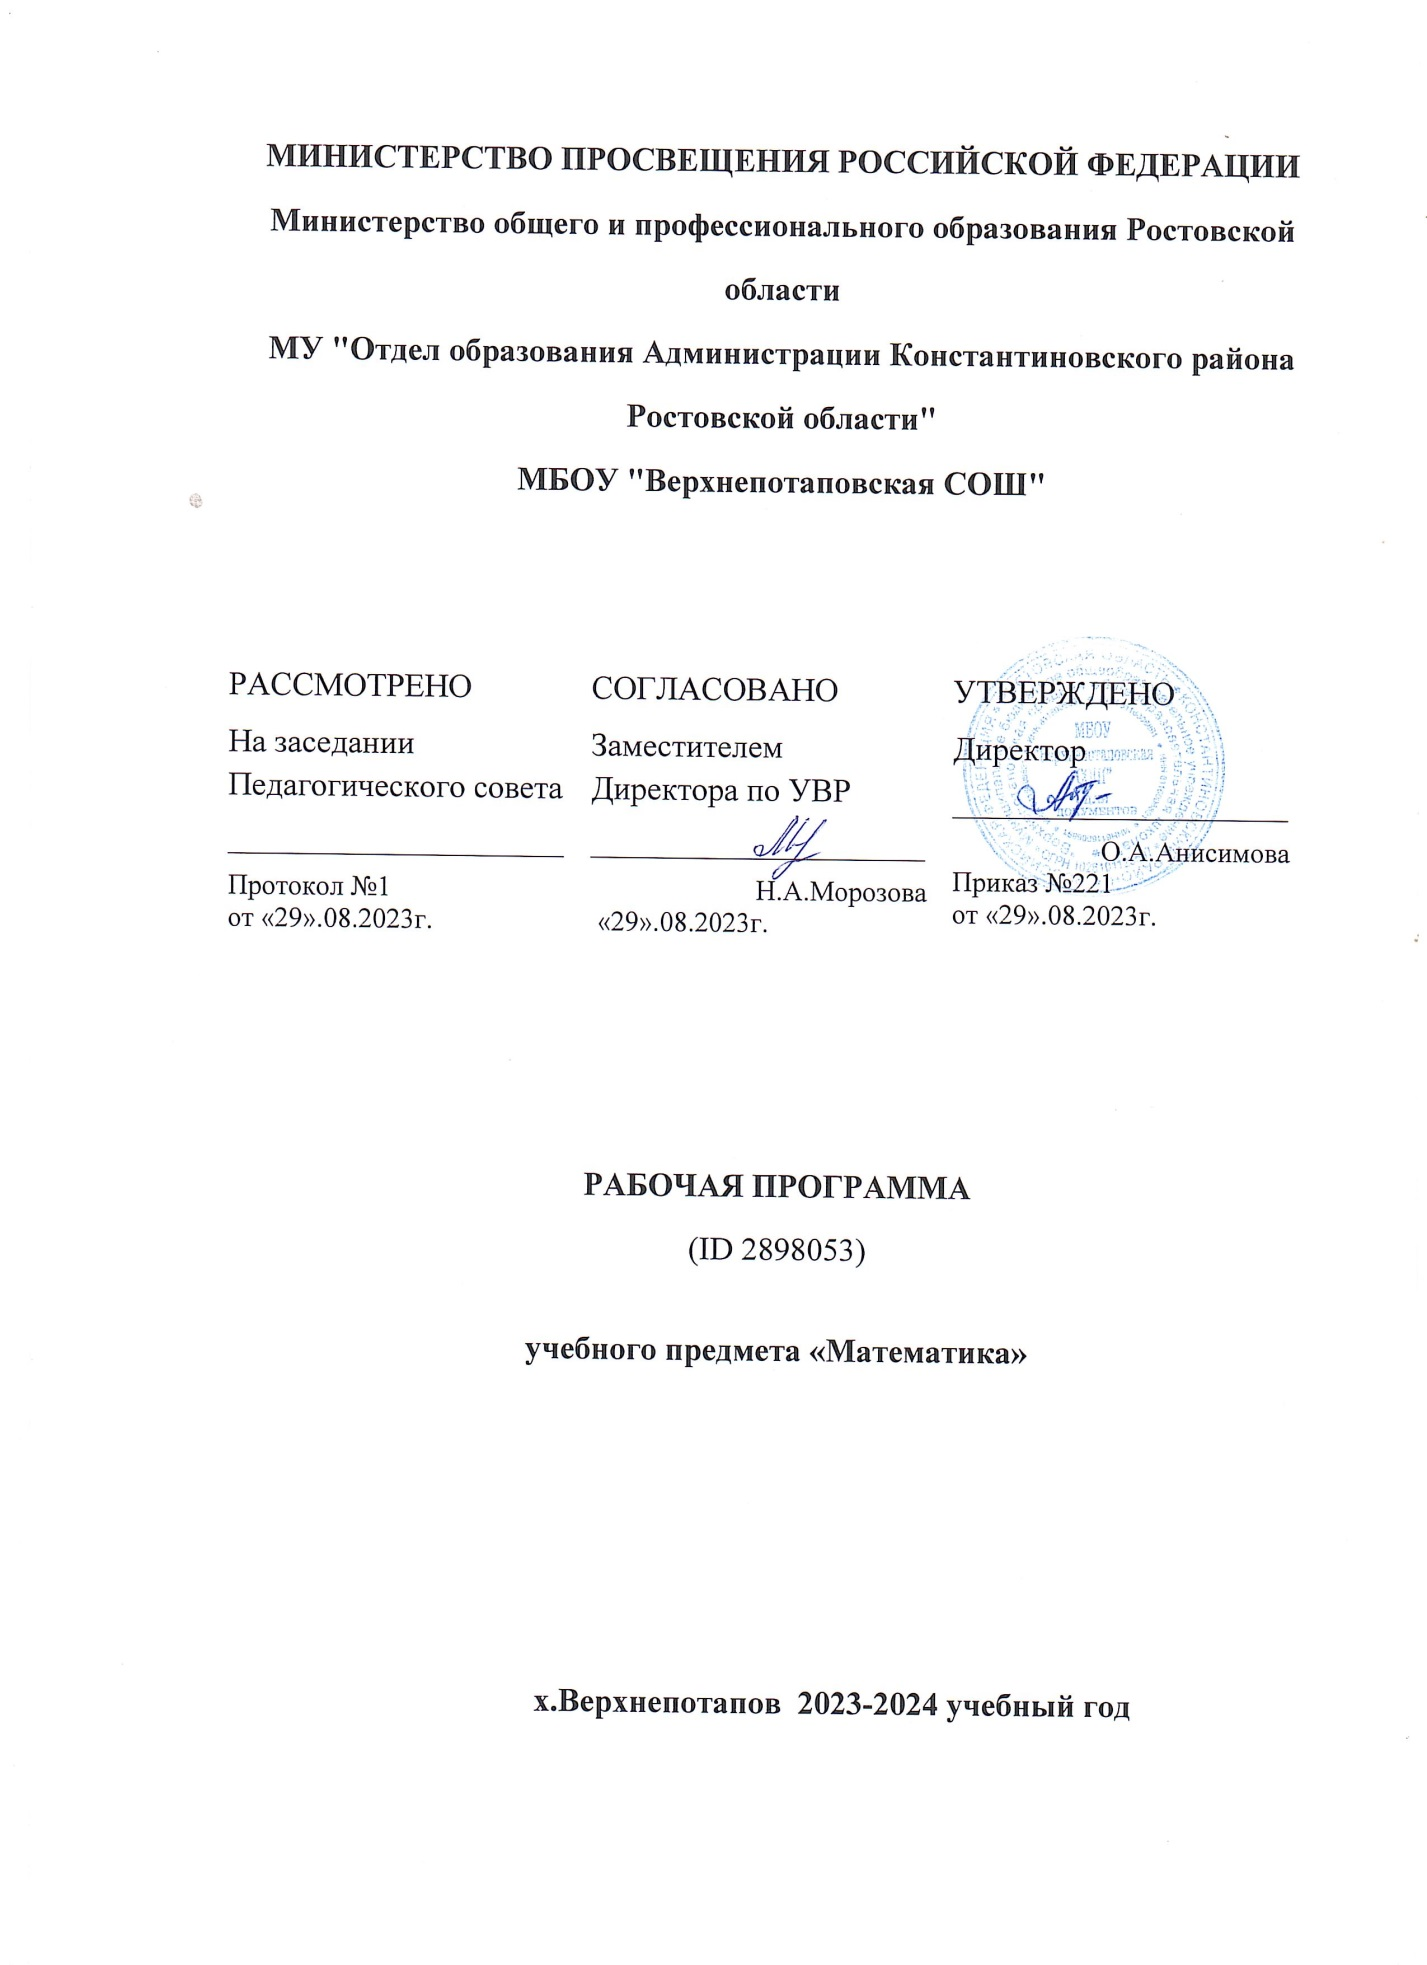 МИНИСТЕРСТВО ПРОСВЕЩЕНИЯ РОССИЙСКОЙ ФЕДЕРАЦИИ
Министерство общего и профессионального образования Ростовской
области
МУ "Отдел образования Администрации Константиновского района
Ростовской области"
МБОУ "Верхнепотаповская СОШ"
РАССМОТРЕНО
На заседании
Педагогического совета
Протокол №1
от «29».08.2023г.
СОГЛАСОВАНО
Заместителем
Директора по УВР
Н.А.Морозова
«29».08.2023г.
УТВЕРЖДЕНО
Директор
О.А.Анисимова
Приказ №221
от «29».08.2023г.
МБОУ
документов
РАБОЧАЯ ПРОГРАММА
(ID 2898053)
учебного предмета «Математика»
х.Верхнепотапов 2023-2024 учебный год